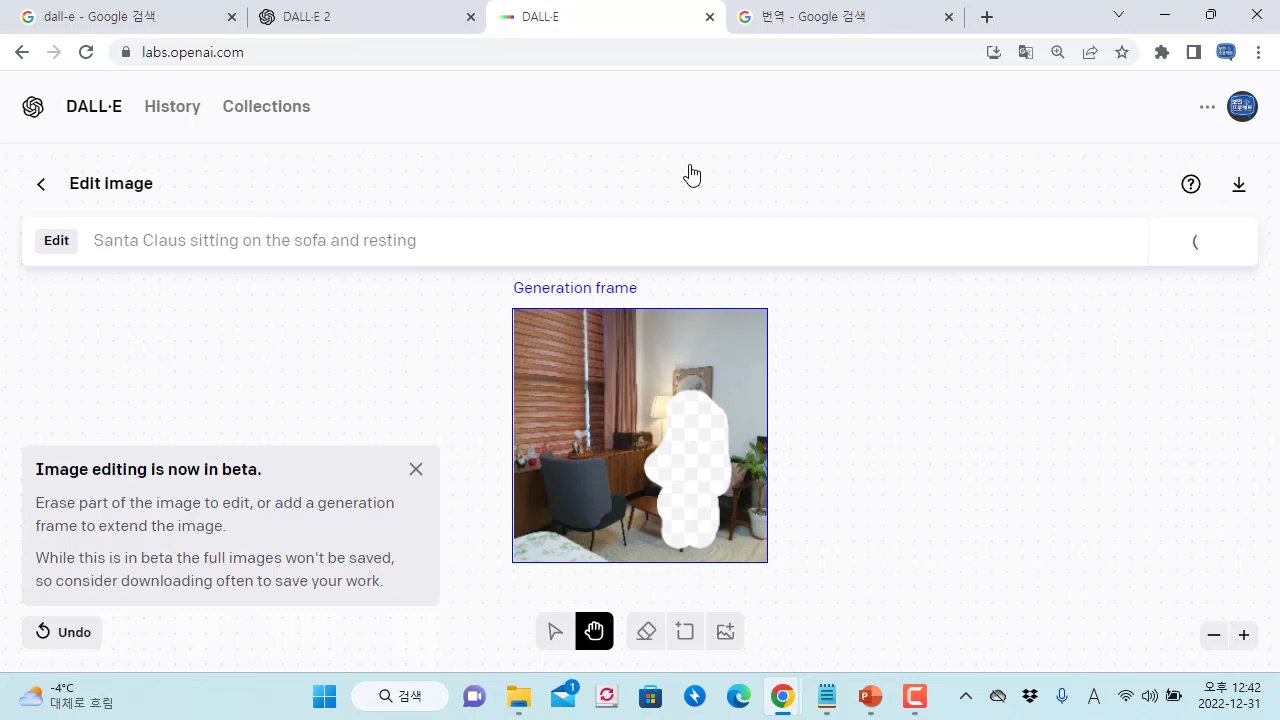 dall-e - Google 검색
DALL·E 2
DALL·E
번역 - Google 검색
labs.openai.com
DALL·E
History
Collections
Edit image
Edit
Santa Claus sitting on the sofa and resting
Generation frame
Image editing is now in beta.
Erase part of the image to edit, or add a generation
frame to extend the image.
While this is in beta the full images won't be saved,
so consider downloading often to save your work.
Undo
-4°C
대체로 흐림
검색
1
A
오후 12:42
2022-12-31